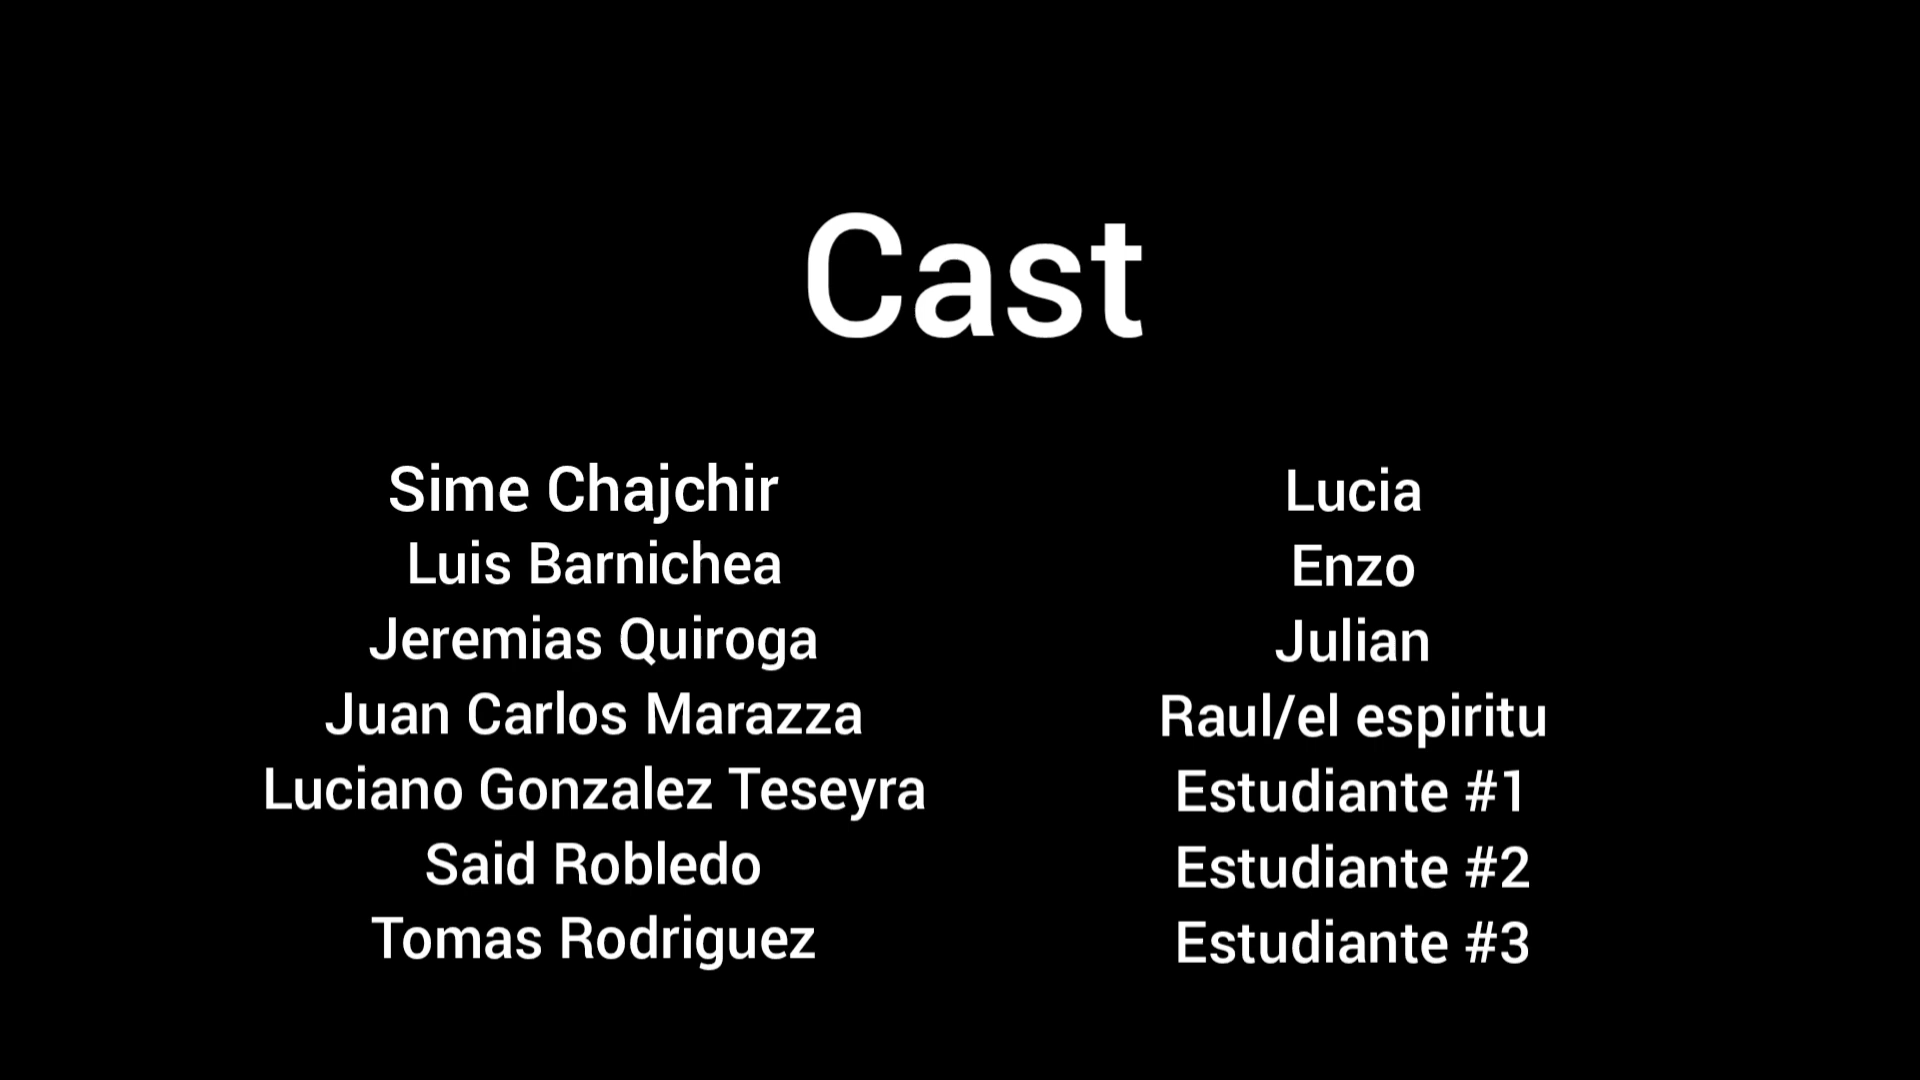 Cast
Sime Chajchir Lucia
Luis Barnichea Enzo
Jeremias Quiroga Julian
Juan Carlos Marazza Raul/el espiritu
Luciano Gonzalez Teseyra Estudiante #1
Said Robledo Estudiante #2
Tomas Rodriguez Estudiante #3